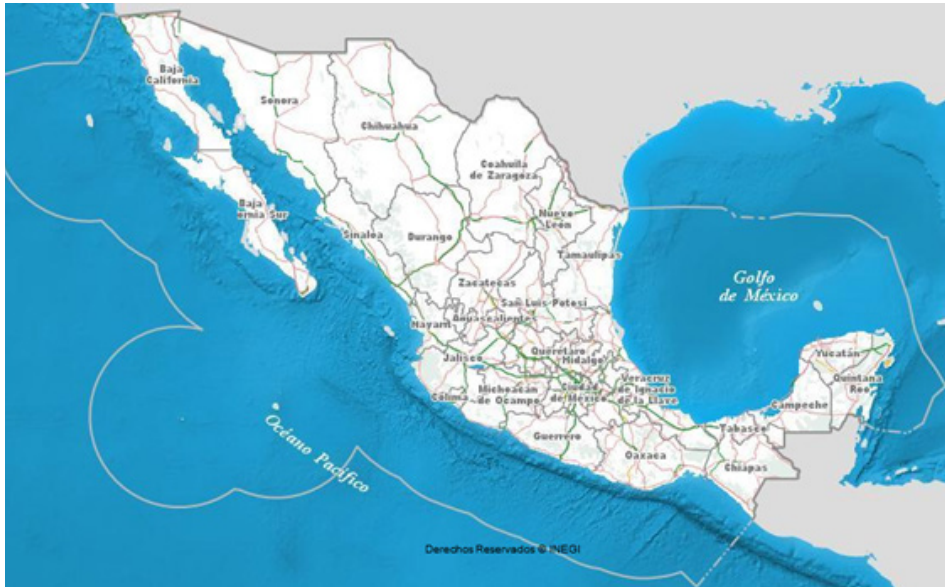 Baja
California
Sonora
Chihuahua
Coahuila
de Zaragoza
Baja
ornia Sur
Sinaloa
Durango
Nuevo
León
Tamaulipas
Zacatecas
San Luis Potosí
Aguascalientes
Nayarit
Golfo
de México
Jalisco
Querétaro
Hidalgo
Yucatán
Quintana
Roo
Colima
Michoacán
de Ocampo
Ciudad
de México
Veracruz
de Ignacio
de la Llave
Campeche
Tabasco
Guerrero
Oaxaca
Chiapas
Océano Pacífico
Derechos Reservados © INEGI